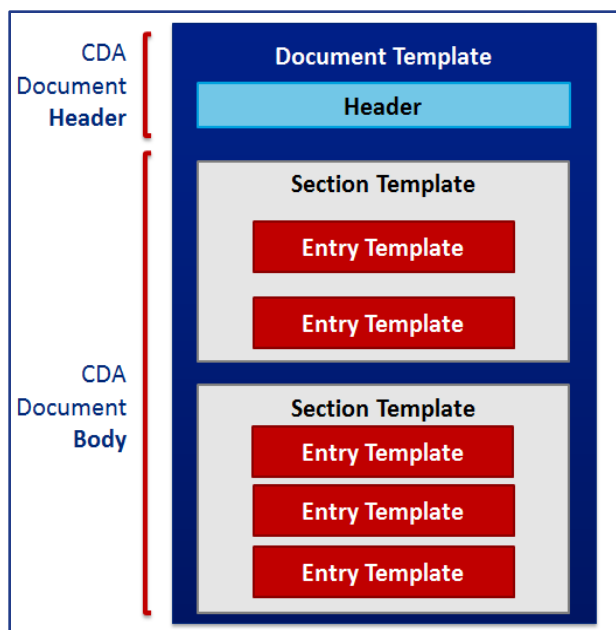 CDA
Document
Header
Document Template
Header
CDA
Document
Body
Section Template
Entry Template
Entry Template
Section Template
Entry Template
Entry Template
Entry Template